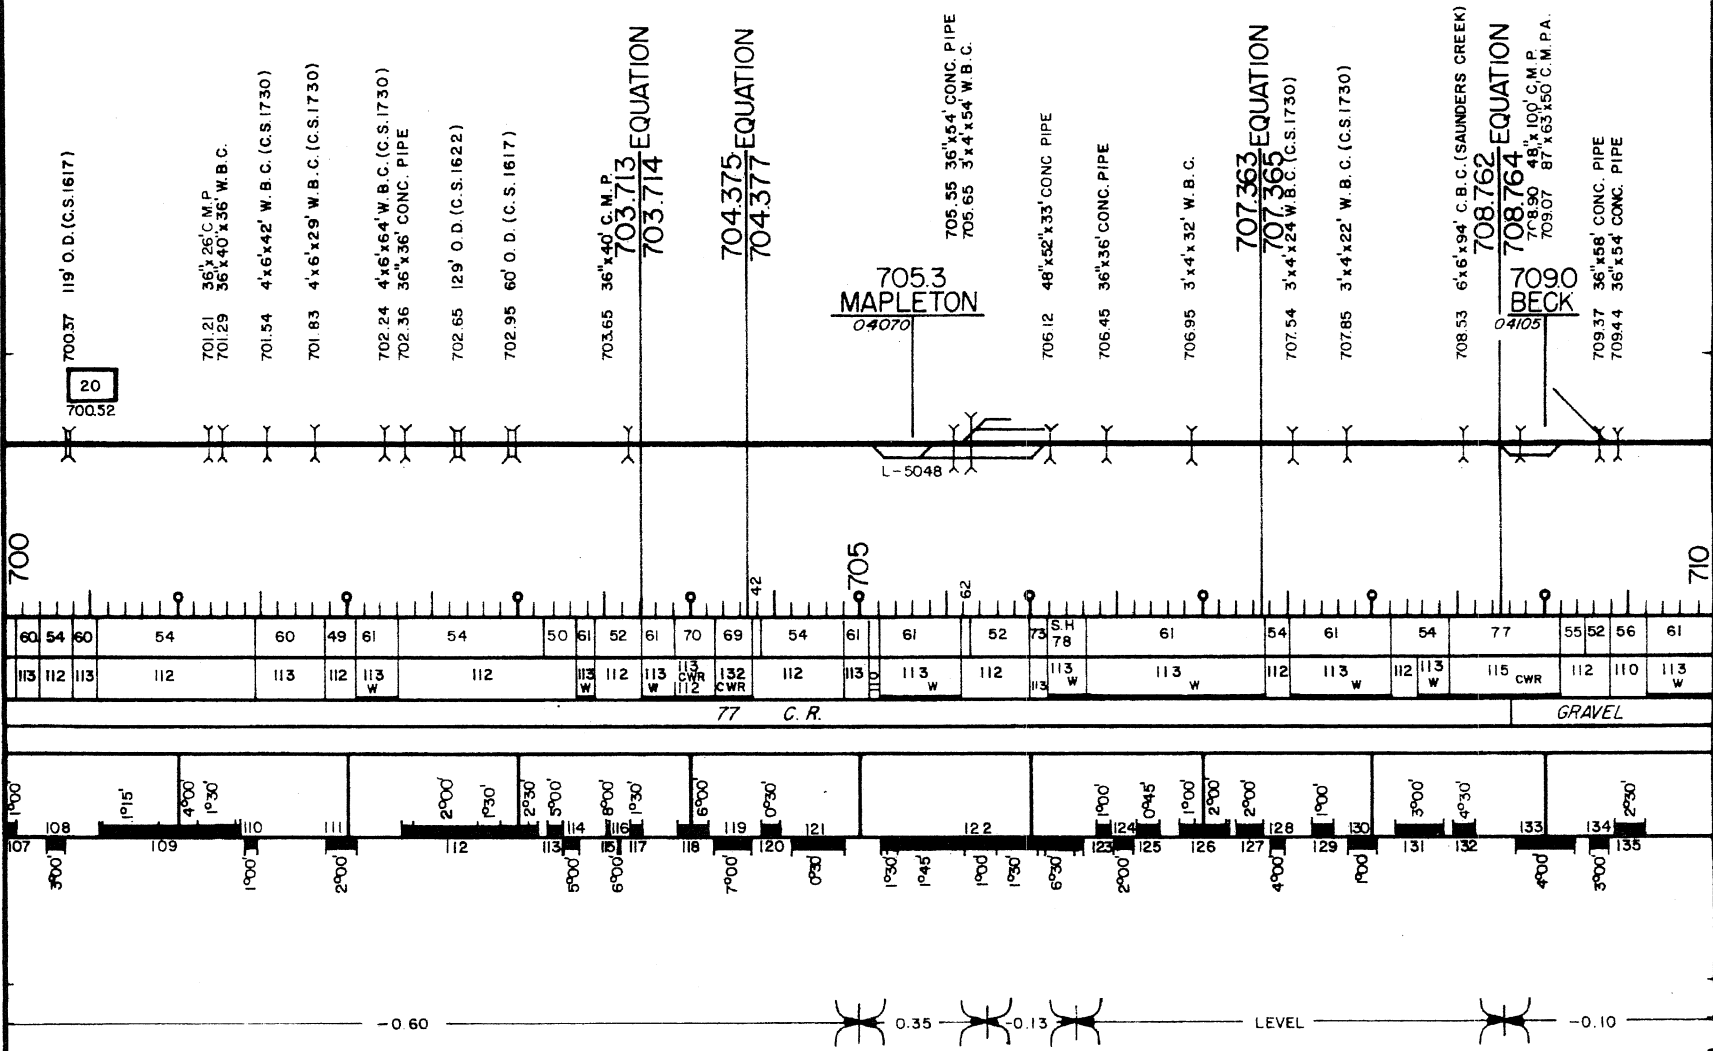 700.37 119' O.D. (C.S. 1617)
701.21 36"x 26' C.M.P.
701.29 36"x40"x36' W.B.C.
701.54 4'x6'x42' W.B.C. (C.S. 1730)
701.83 4'x6'x29' W.B.C. (C.S. 1730)
702.24 4'x6'x64' W.B.C. (C.S. 1730)
702.36 36"x36' CONC. PIPE
702.65 129' O.D. (C.S. 1622)
702.95 60' O.D. (C.S. 1617)
703.65 36"x40' C.M.P.
703.713 EQUATION
703.714
704.375 EQUATION
704.377
705.3
MAPLETON
04070
705.55 36"x54' CONC. PIPE
705.65 3'x4'x54' W.B.C.
706.12 48"x52"x33' CONC PIPE
706.45 36"x36' CONC. PIPE
706.95 3'x4'x32' W.B.C.
707.363 EQUATION
707.365
707.54 3'x4'x24' W.B.C. (C.S. 1730)
707.85 3'x4'x22' W.B.C. (C.S. 1730)
708.53 6'x6'x94' C.B.C. (SAUNDERS CREEK)
708.762 EQUATION
708.764
708.90 48"x100' C.M.P.
709.07 87"x63"x50' C.M.P.A.
709.0
BECK
04105
709.37 36"x58' CONC. PIPE
709.44 36"x54' CONC PIPE
20
700.52
L-5048
700 705 710
42 62
60 54 60 54 60 49 61 54 50 61 52 61 70 69 54 61 61 52 73 S.H 78 61 54 61 54 77 55 52 56 61
113 112 113 112 113 112 113 W 112 113 W 112 113 W 113 CWR 112 132 CWR 112 113 110 113 W 112 113 113 W 113 W 112 113 W 112 113 W 115 CWR 112 110 113 W
77 C.R. GRAVEL
1°00' 1°15' 4°00' 1°30' 2°00' 1°30' 2°30' 5°00' 8°00' 1°30' 6°00' 0°30' 1°00' 0°45' 1°00' 2°00' 2°00' 1°00' 3°00' 4°30' 2°30'
108 110 111 114 116 119 121 122 124 128 130 133 134
107 109 112 113 115 117 118 120 123 125 126 127 129 131 132 135
3°00' 1°00' 2°00' 5°00' 6°00' 7°00' 0°30' 1°30' 1°45' 1°00' 1°30' 6°30' 2°00' 4°00' 1°00' 4°00' 3°00'
-0.60 0.35 -0.13 LEVEL -0.10